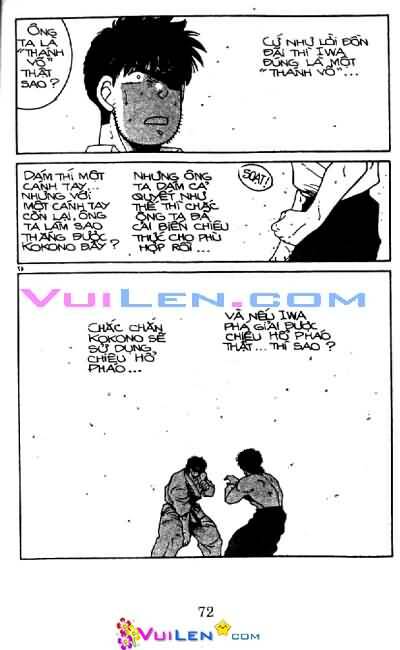 ÔNG
TA LÀ
"THÁNH
VÕ"
THẬT
SAO?
CỨ NHƯ LỜI ĐỒN
ĐẠI THÌ IWA
ĐÚNG LÀ MỘT
"THÁNH VÕ"...
DẪM THÍ MỘT
CÁNH TAY...
NHƯNG VỚI
MỘT CÁNH TAY
CÒN LẠI, ÔNG
TA LÀM SAO
THẮNG ĐƯỢC
KOKONO ĐÂY?
NHƯNG ÔNG
TA DÁM CẢ
QUYẾT NHƯ
THẾ THÌ CHẮC
ÔNG TA ĐÃ
CẢI BIẾN CHIÊU
THỨC CHO PHÙ
HỢP RỒI...
SOẠT!
VUILEN.COM
CHẮC CHẮN
KOKONO SẼ
SỬ DỤNG
CHIÊU HỔ
PHÁO...
VÀ NẾU IWA
PHÁ GIẢI ĐƯỢC
CHIÊU HỔ PHÁO
THẬT... THÌ SAO?
72
VUILEN.COM